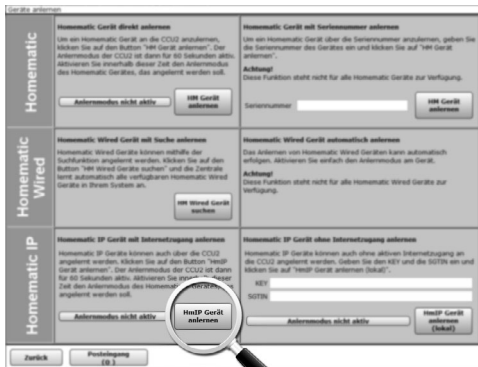 Geräte anlernen
Homematic
Homematic Gerät direkt anlernen
Um ein Homematic Gerät an die CCU2 anzulernen,
klicken Sie auf den Button "HM Gerät anlernen". Der
Anlernmodus der CCU2 ist dann für 60 Sekunden aktiv.
Aktivieren Sie innerhalb dieser Zeit den Anlernmodus
des Homematic Gerätes, das angelernt werden soll.
Anlernmodus nicht aktiv
HM Gerät
anlernen
Homematic Gerät mit Seriennummer anlernen
Um ein Homematic Gerät über die Seriennummer anzulernen, geben Sie
die Seriennummer des Gerätes ein und klicken Sie auf "HM Gerät
anlernen".
Achtung!
Diese Funktion steht nicht für alle Homematic Geräte zur Verfügung.
Seriennummer
HM Gerät
anlernen
Homematic
Wired
Homematic Wired Gerät mit Suche anlernen
Homematic Wired Geräte können mithilfe der
Suchfunktion angelernt werden. Klicken Sie auf den
Button "HM Wired Geräte suchen" und die Zentrale
lernt automatisch alle verfügbaren Homematic Wired
Geräte in Ihrem System an.
HM Wired Gerät
suchen
Homematic Wired Gerät automatisch anlernen
Das Anlernen von Homematic Wired Geräten kann automatisch
erfolgen. Aktivieren Sie einfach den Anlernmodus am Gerät.
Achtung!
Diese Funktion steht nicht für alle Homematic Wired Geräte zur
Verfügung.
Homematic IP
Homematic IP Gerät mit Internetzugang anlernen
Homematic IP Geräte können auch über die CCU2
angelernt werden. Klicken Sie auf den Button "HmIP
Gerät anlernen". Der Anlernmodus der CCU2 ist dann
für 60 Sekunden aktiv. Aktivieren Sie innerhalb dieser
Zeit den Anlernmodus des Homematic IP Gerätes, das
angelernt werden soll.
Anlernmodus nicht aktiv
HmIP Gerät
anlernen
Homematic IP Gerät ohne Internetzugang anlernen
Homematic IP Geräte können auch ohne aktiven Internetzugang an
die CCU2 angelernt werden. Geben Sie den KEY und die SGTIN ein und
klicken Sie auf "HmIP Gerät anlernen (lokal)".
KEY
SGTIN
Anlernmodus nicht aktiv
HmIP Gerät
anlernen
(lokal)
Zurück
Posteingang
(0 )